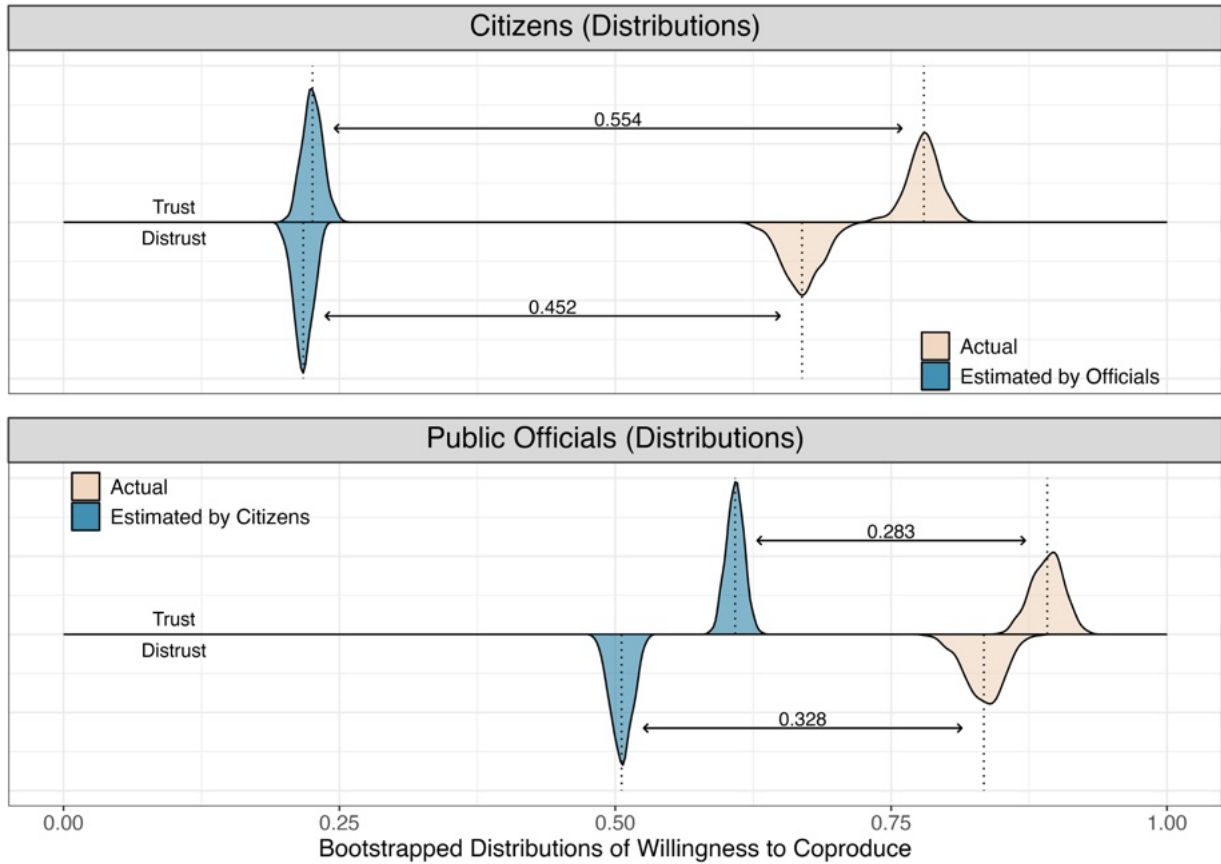 Citizens (Distributions)
0.554
Trust
Distrust
0.452
Actual
Estimated by Officials
Public Officials (Distributions)
Actual
Estimated by Citizens
0.283
Trust
Distrust
0.328
0.00 0.25 0.50 0.75 1.00
Bootstrapped Distributions of Willingness to Coproduce